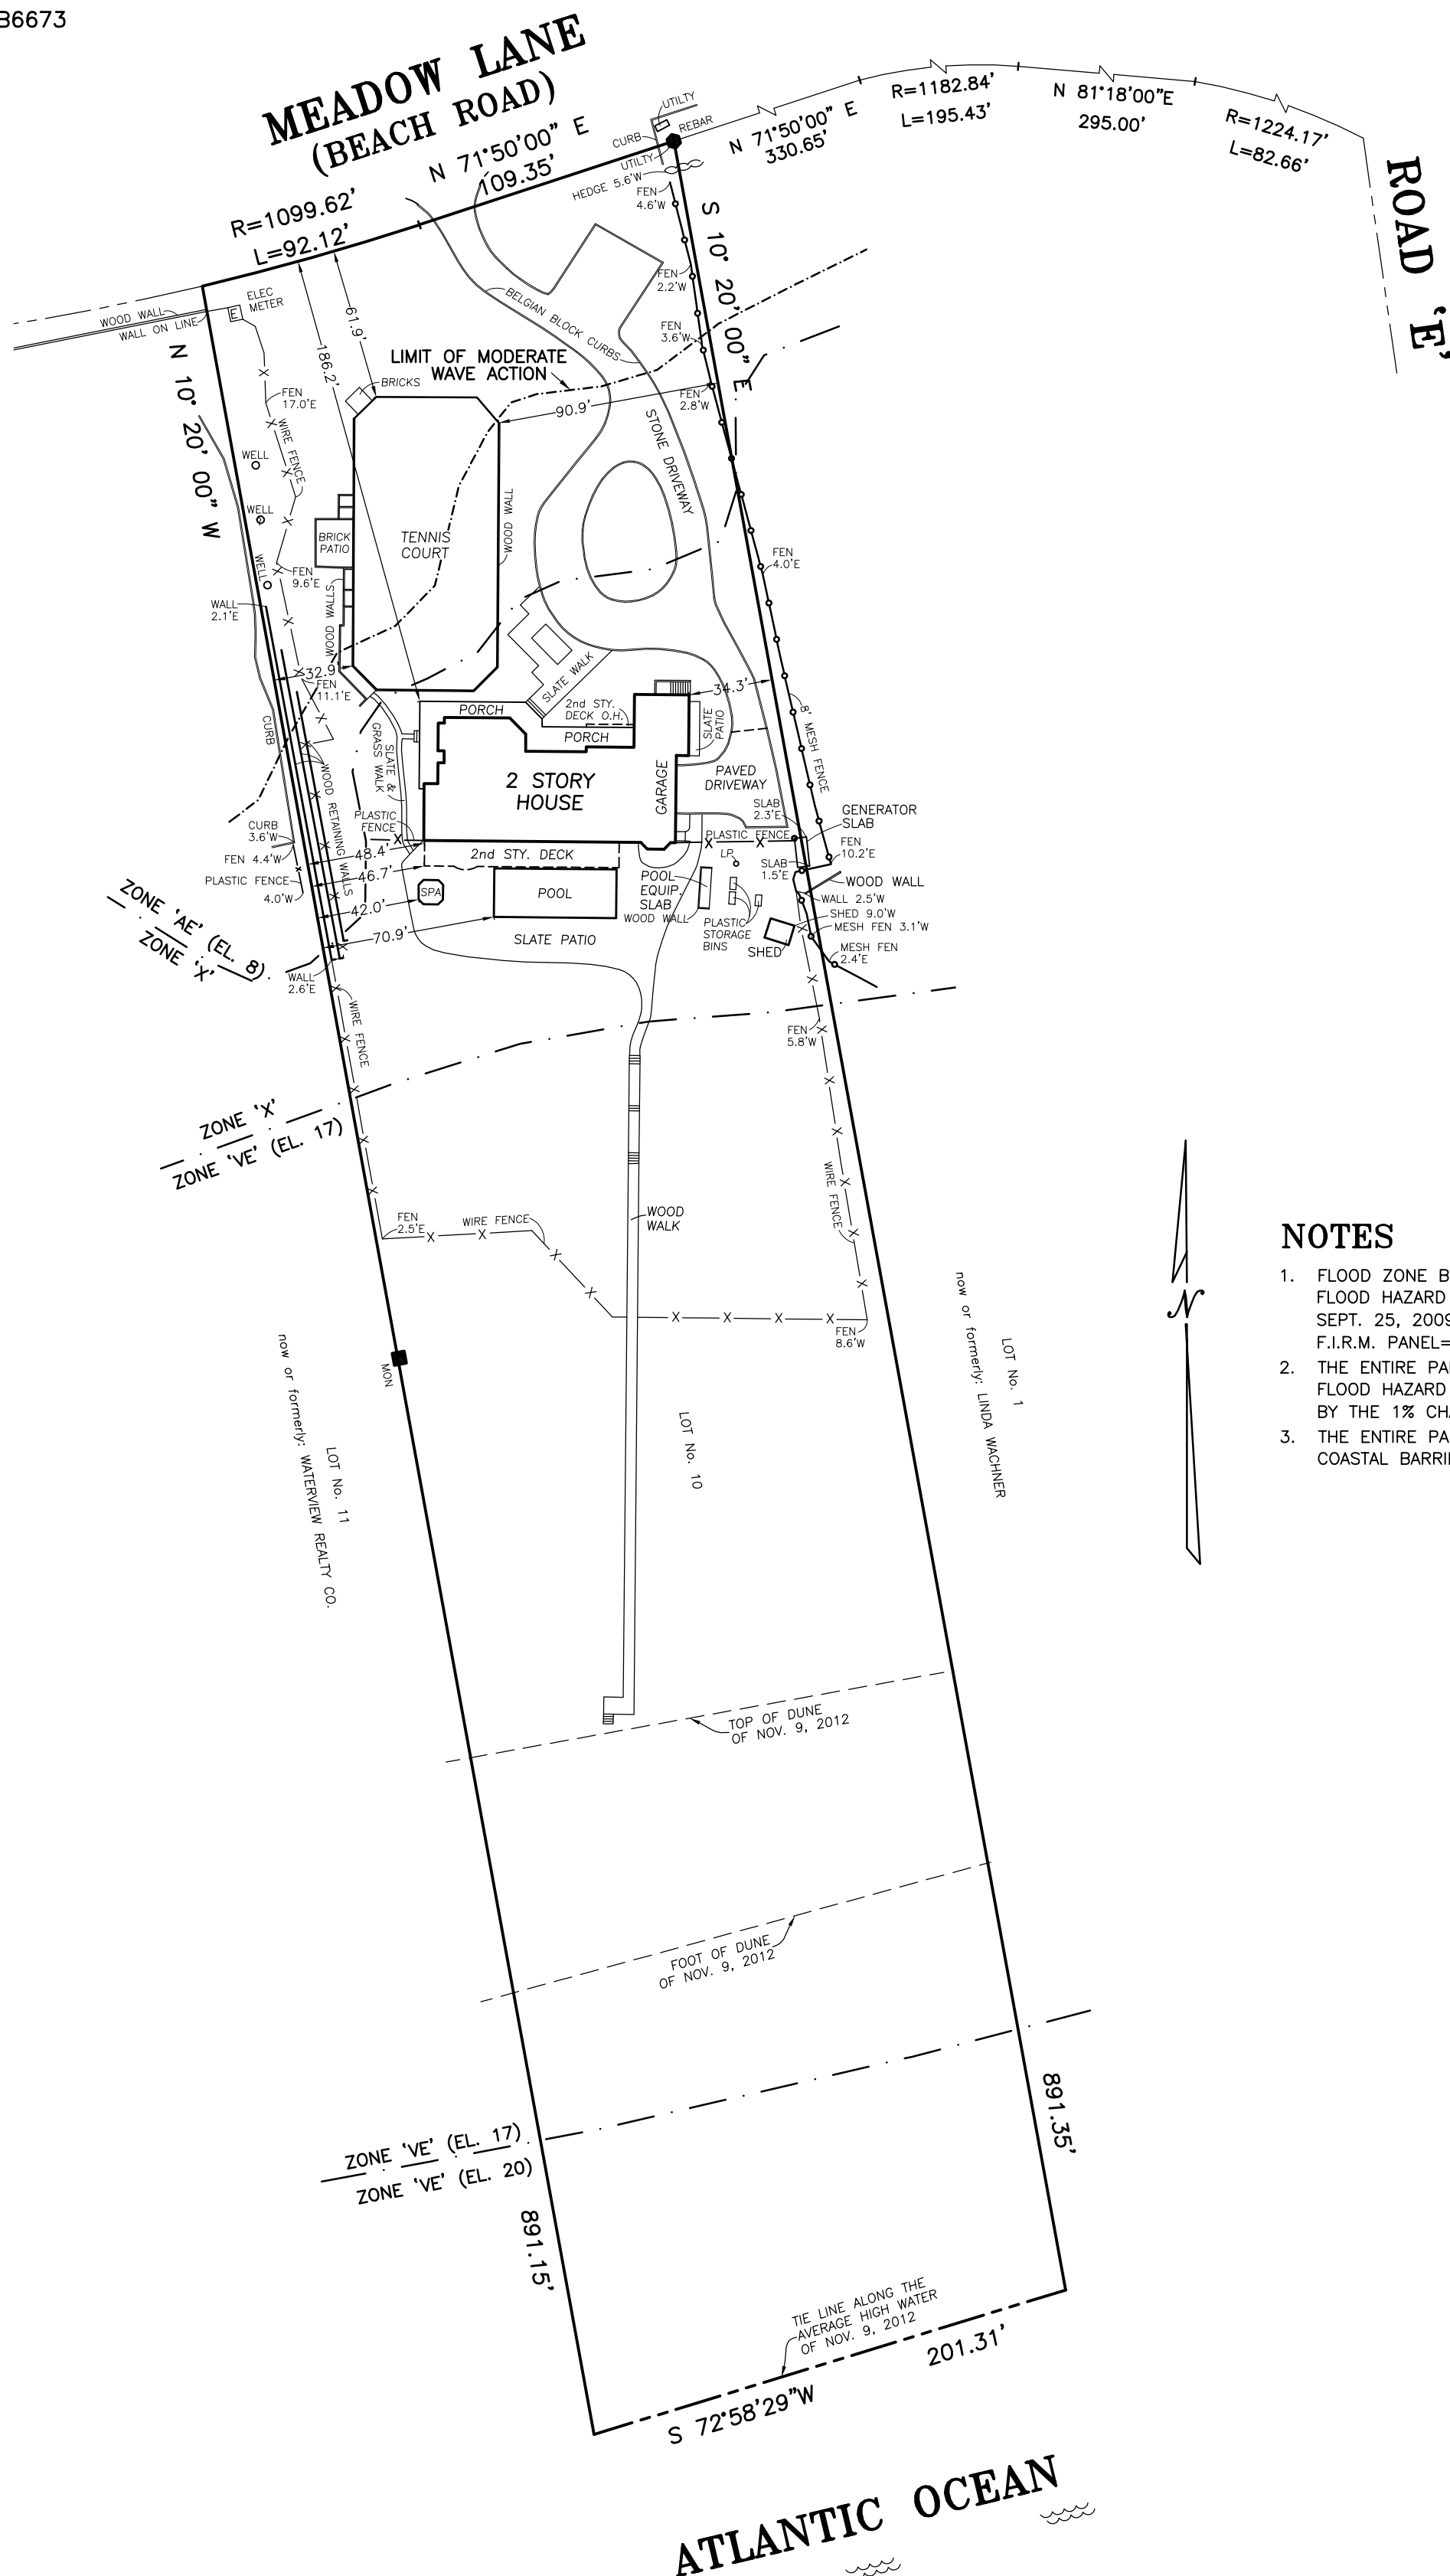 B6673
MEADOW LANE
(BEACH ROAD)
R=1099.62'
L=92.12'
N 71°50'00" E
109.35'
UTILTY
CURB
REBAR
UTILITY
HEDGE 5.6'W
N 71°50'00" E
330.65'
R=1182.84'
L=195.43'
N 81°18'00"E
295.00'
R=1224.17'
L=82.66'
ROAD 'E'
FEN
4.6'W
S 10° 20' 00" E
FEN
2.2'W
FEN
3.6'W
FEN
2.8'W
WOOD WALL
WALL ON LINE
E
ELEC
METER
N 10° 20' 00" W
61.9'
186.2'
BELGIAN BLOCK CURBS
LIMIT OF MODERATE
WAVE ACTION
BRICKS
90.9'
FEN
17.0'E
WIRE FENCE
WELL
WELL
WELL
STONE DRIVEWAY
WOOD WALL
TENNIS
COURT
BRICK
PATIO
FEN
9.6'E
WOOD WALLS
WALL
2.1'E
FEN
4.0'E
32.9'
FEN
11.1'E
CURB
SLATE WALK
34.3'
8' MESH FENCE
PORCH
2nd STY.
DECK O.H.
PORCH
SLATE
PATIO
SLATE &
GRASS WALK
2 STORY
HOUSE
GARAGE
PAVED
DRIVEWAY
WOOD RETAINING WALLS
PLASTIC
FENCE
SLAB
2.3'E
GENERATOR
SLAB
CURB
3.6'W
FEN 4.4'W
PLASTIC FENCE
4.0'W
48.4'
46.7'
42.0'
70.9'
2nd STY. DECK
PLASTIC FENCE
LP
SLAB
1.5'E
FEN
10.2'E
SPA
POOL
POOL
EQUIP.
SLAB
WOOD WALL
PLASTIC
STORAGE
BINS
WOOD WALL
WALL 2.5'W
SHED 9.0'W
MESH FEN 3.1'W
SHED
MESH FEN
2.4'E
SLATE PATIO
ZONE 'AE' (EL. 8)
ZONE 'X'
WALL
2.6'E
WIRE FENCE
FEN
5.8'W
ZONE 'X'
ZONE 'VE' (EL. 17)
FEN
2.5'E
WIRE FENCE
WOOD
WALK
WIRE FENCE
FEN
8.6'W
MON
N
NOTES
1. FLOOD ZONE B
FLOOD HAZARD
SEPT. 25, 2009
F.I.R.M. PANEL=
2. THE ENTIRE PA
FLOOD HAZARD
BY THE 1% CHA
3. THE ENTIRE PA
COASTAL BARRI
LOT No. 11
now or formerly: WATERVIEW REALTY CO.
LOT No. 10
LOT No. 1
now or formerly: LINDA WACHNER
TOP OF DUNE
OF NOV. 9, 2012
FOOT OF DUNE
OF NOV. 9, 2012
ZONE 'VE' (EL. 17)
ZONE 'VE' (EL. 20)
891.15'
891.35'
TIE LINE ALONG THE
AVERAGE HIGH WATER
OF NOV. 9, 2012
201.31'
S 72°58'29"W
ATLANTIC OCEAN